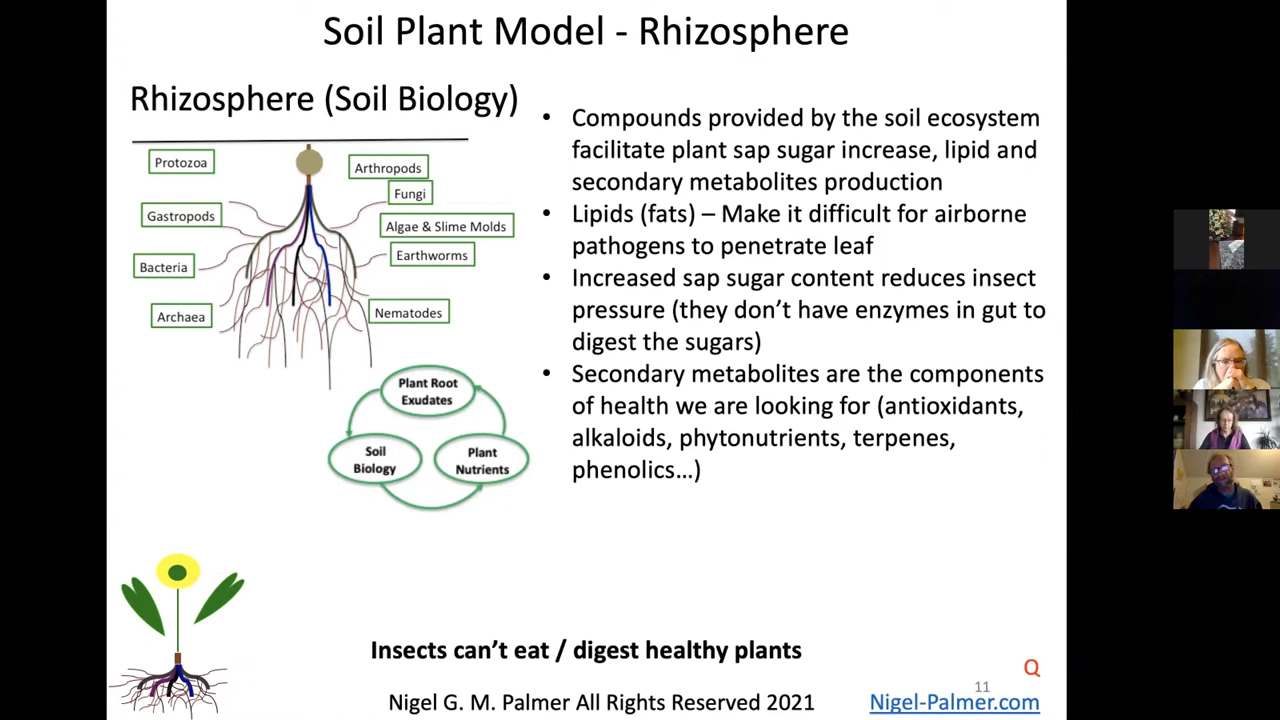 Soil Plant Model - Rhizosphere
Rhizosphere (Soil Biology)
Protozoa
Arthropods
Fungi
Gastropods
Algae & Slime Molds
Earthworms
Bacteria
Archaea
Nematodes
Plant Root
Exudates
Soil
Biology
Plant
Nutrients
• Compounds provided by the soil ecosystem
facilitate plant sap sugar increase, lipid and
secondary metabolites production
• Lipids (fats) – Make it difficult for airborne
pathogens to penetrate leaf
• Increased sap sugar content reduces insect
pressure (they don’t have enzymes in gut to
digest the sugars)
• Secondary metabolites are the components
of health we are looking for (antioxidants,
alkaloids, phytonutrients, terpenes,
phenolics…)
Insects can’t eat / digest healthy plants
Q
11
Nigel G. M. Palmer All Rights Reserved 2021
Nigel-Palmer.com